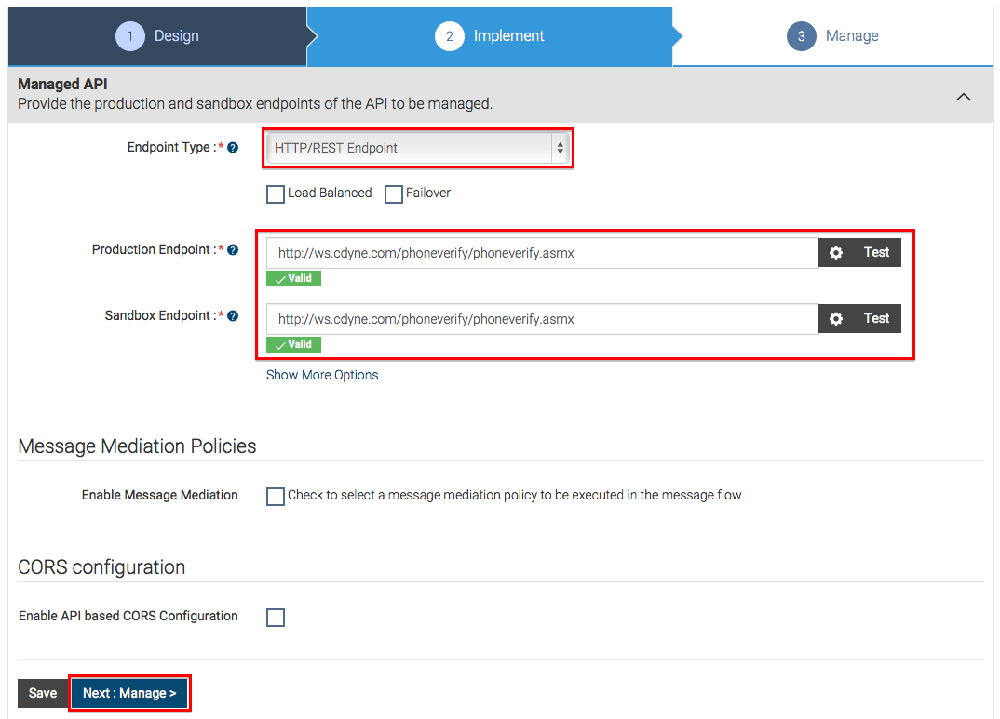 1 Design
2 Implement
3 Manage
Managed API
Provide the production and sandbox endpoints of the API to be managed.
Endpoint Type :* ?
HTTP/REST Endpoint
Load Balanced Failover
Production Endpoint :* ?
http://ws.cdyne.com/phoneverify/phoneverify.asmx
Test
Valid
Sandbox Endpoint :* ?
http://ws.cdyne.com/phoneverify/phoneverify.asmx
Test
Valid
Show More Options
Message Mediation Policies
Enable Message Mediation
Check to select a message mediation policy to be executed in the message flow
CORS configuration
Enable API based CORS Configuration
Save
Next : Manage >